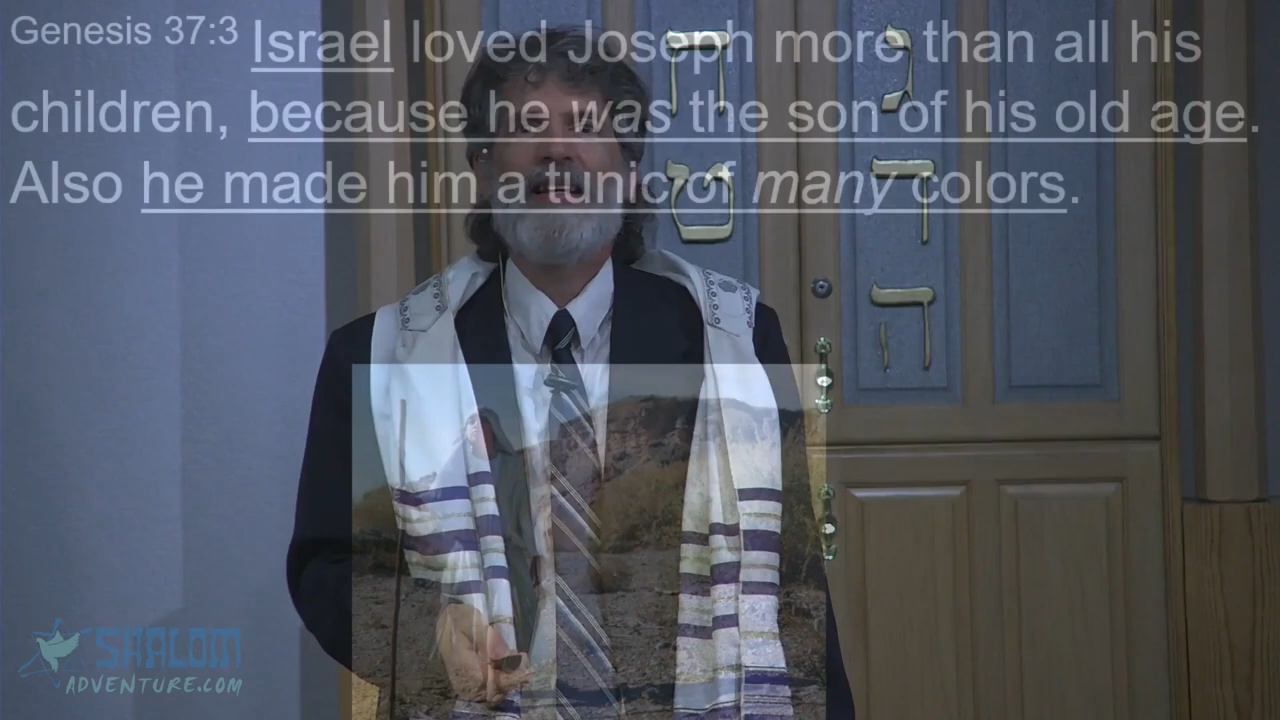 Genesis 37:3 Israel loved Joseph more than all his
children, because he was the son of his old age.
Also he made him a tunic of many colors.
ח
ט
ג
ד
ה
SHALOM
ADVENTURE.COM